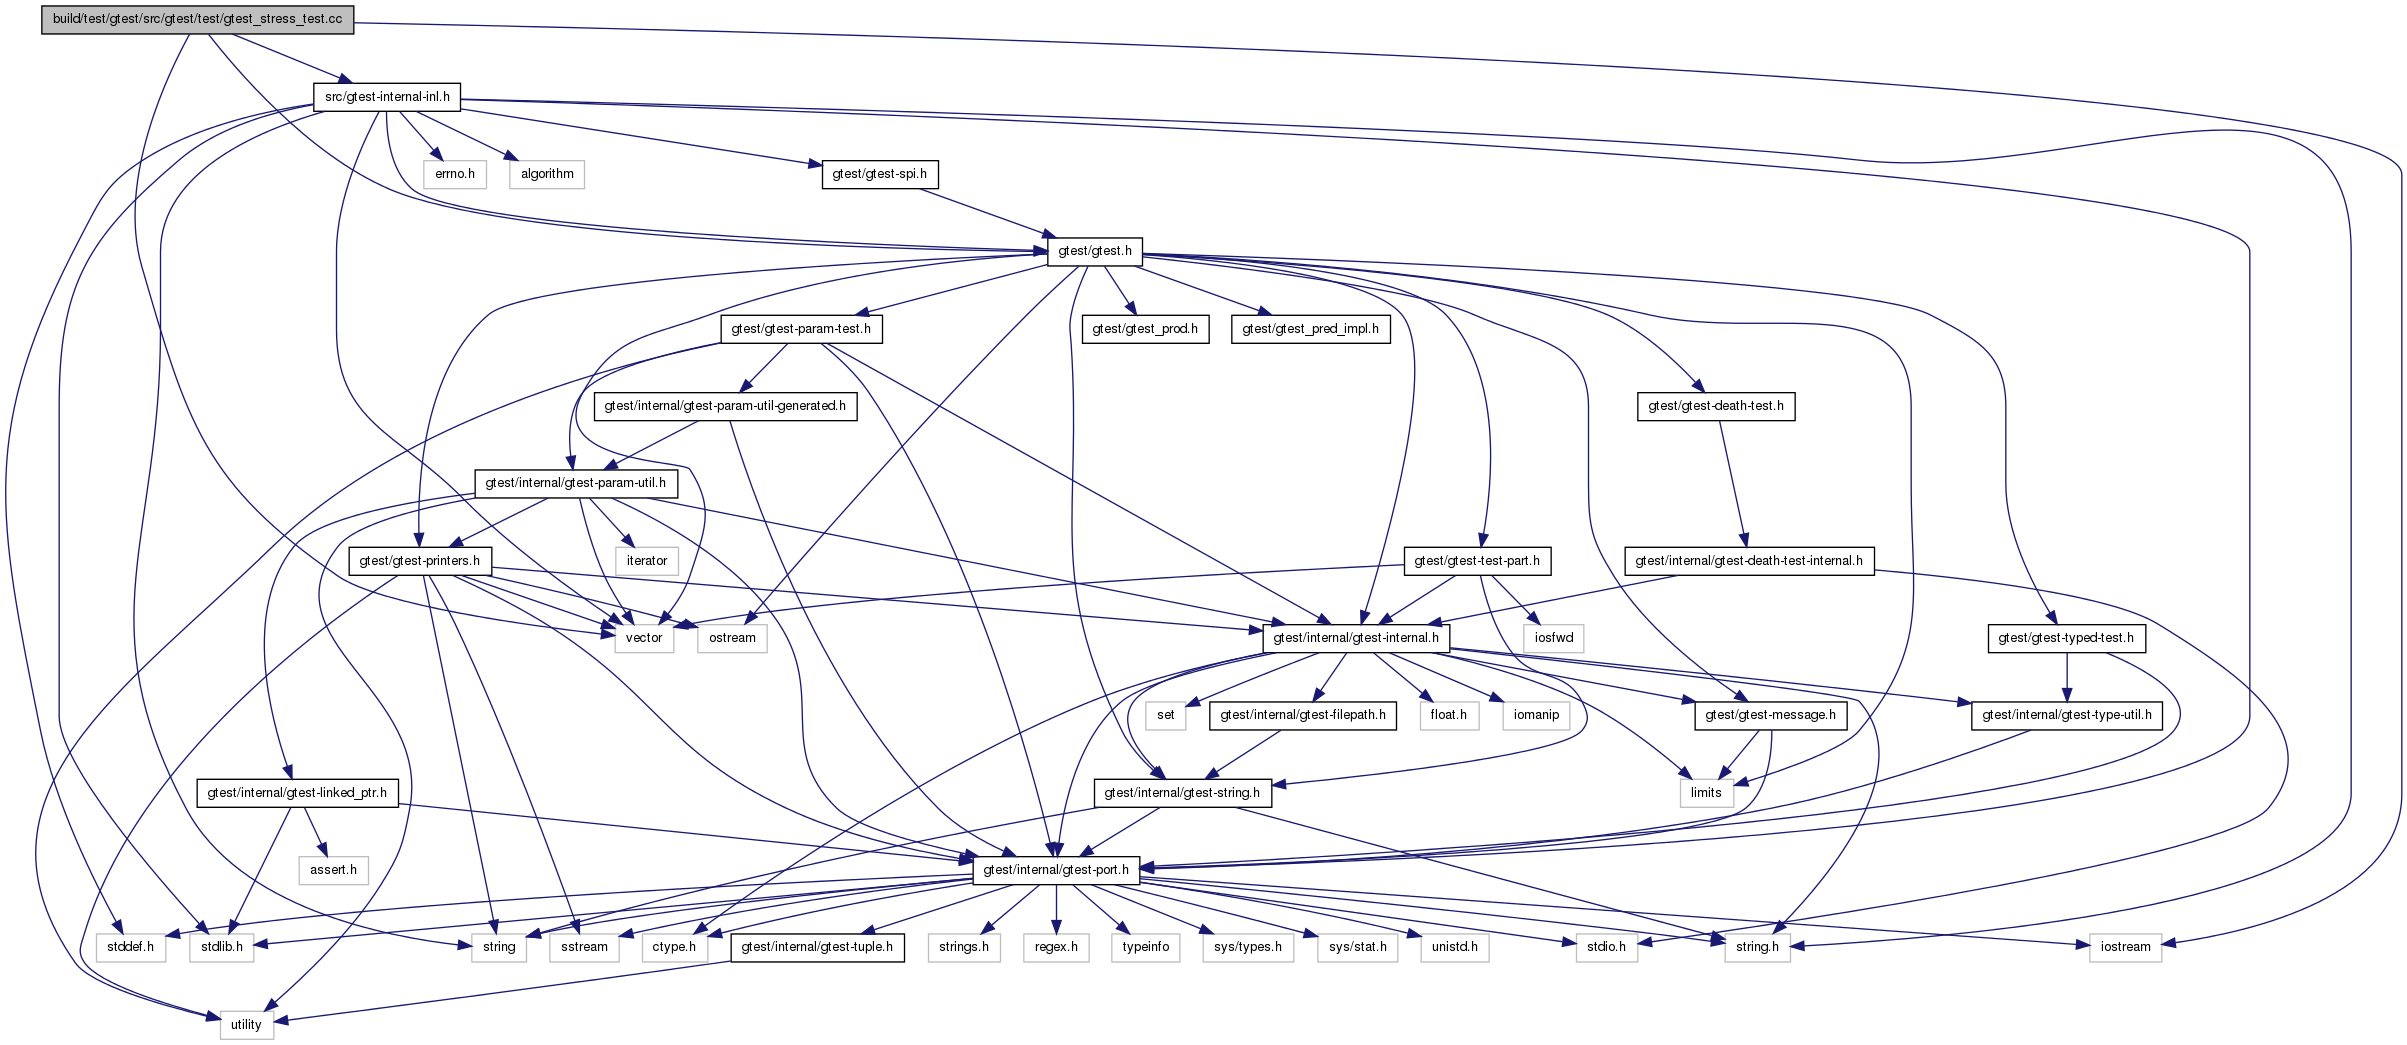 build/test/gtest/src/gtest/test/gtest_stress_test.cc
src/gtest-internal-inl.h
errno.h
algorithm
gtest/gtest-spi.h
gtest/gtest.h
gtest/gtest-param-test.h
gtest/gtest_prod.h
gtest/gtest_pred_impl.h
gtest/internal/gtest-param-util-generated.h
gtest/gtest-death-test.h
gtest/internal/gtest-param-util.h
gtest/gtest-printers.h
iterator
gtest/gtest-test-part.h
gtest/internal/gtest-death-test-internal.h
vector
ostream
gtest/internal/gtest-internal.h
iosfwd
gtest/gtest-typed-test.h
set
gtest/internal/gtest-filepath.h
float.h
iomanip
gtest/gtest-message.h
gtest/internal/gtest-type-util.h
gtest/internal/gtest-linked_ptr.h
gtest/internal/gtest-string.h
limits
assert.h
gtest/internal/gtest-port.h
stddef.h
stdlib.h
string
sstream
ctype.h
gtest/internal/gtest-tuple.h
strings.h
regex.h
typeinfo
sys/types.h
sys/stat.h
unistd.h
stdio.h
string.h
iostream
utility